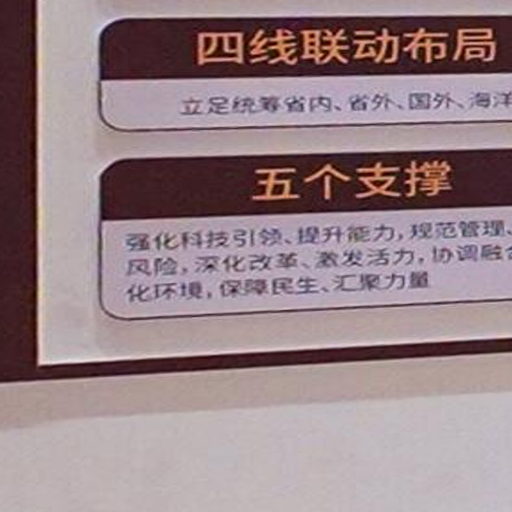 四线联动布局
立足统筹省内、省外、国外、海洋
五个支撑
强化科技引领、提升能力，规范管理、
风险，深化改革、激发活力，协调融合
化环境，保障民生、汇聚力量